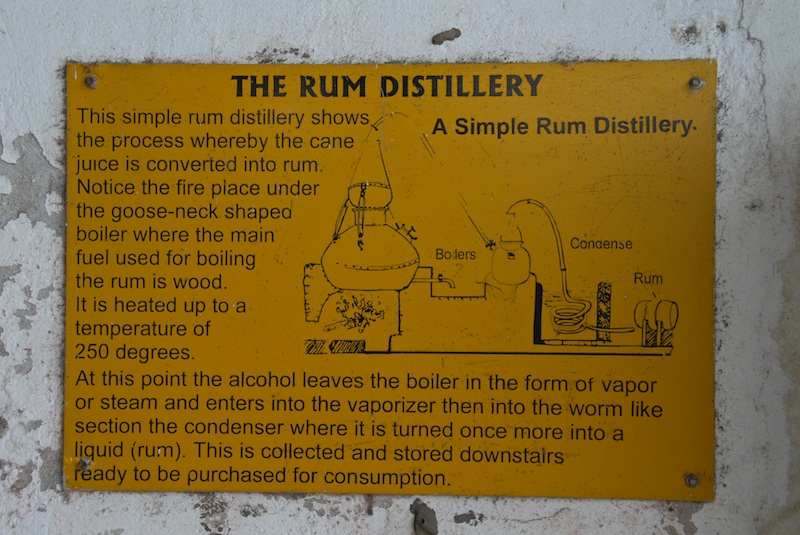 THE RUM DISTILLERY
This simple rum distillery shows
the process whereby the cane
juice is converted into rum.
Notice the fire place under
the goose-neck shaped
boiler where the main
fuel used for boiling
the rum is wood.
It is heated up to a
temperature of
250 degrees.
A Simple Rum Distillery.
Boilers
Condense
Rum
At this point the alcohol leaves the boiler in the form of vapor
or steam and enters into the vaporizer then into the worm like
section the condenser where it is turned once more into a
liquid (rum). This is collected and stored downstairs
ready to be purchased for consumption.